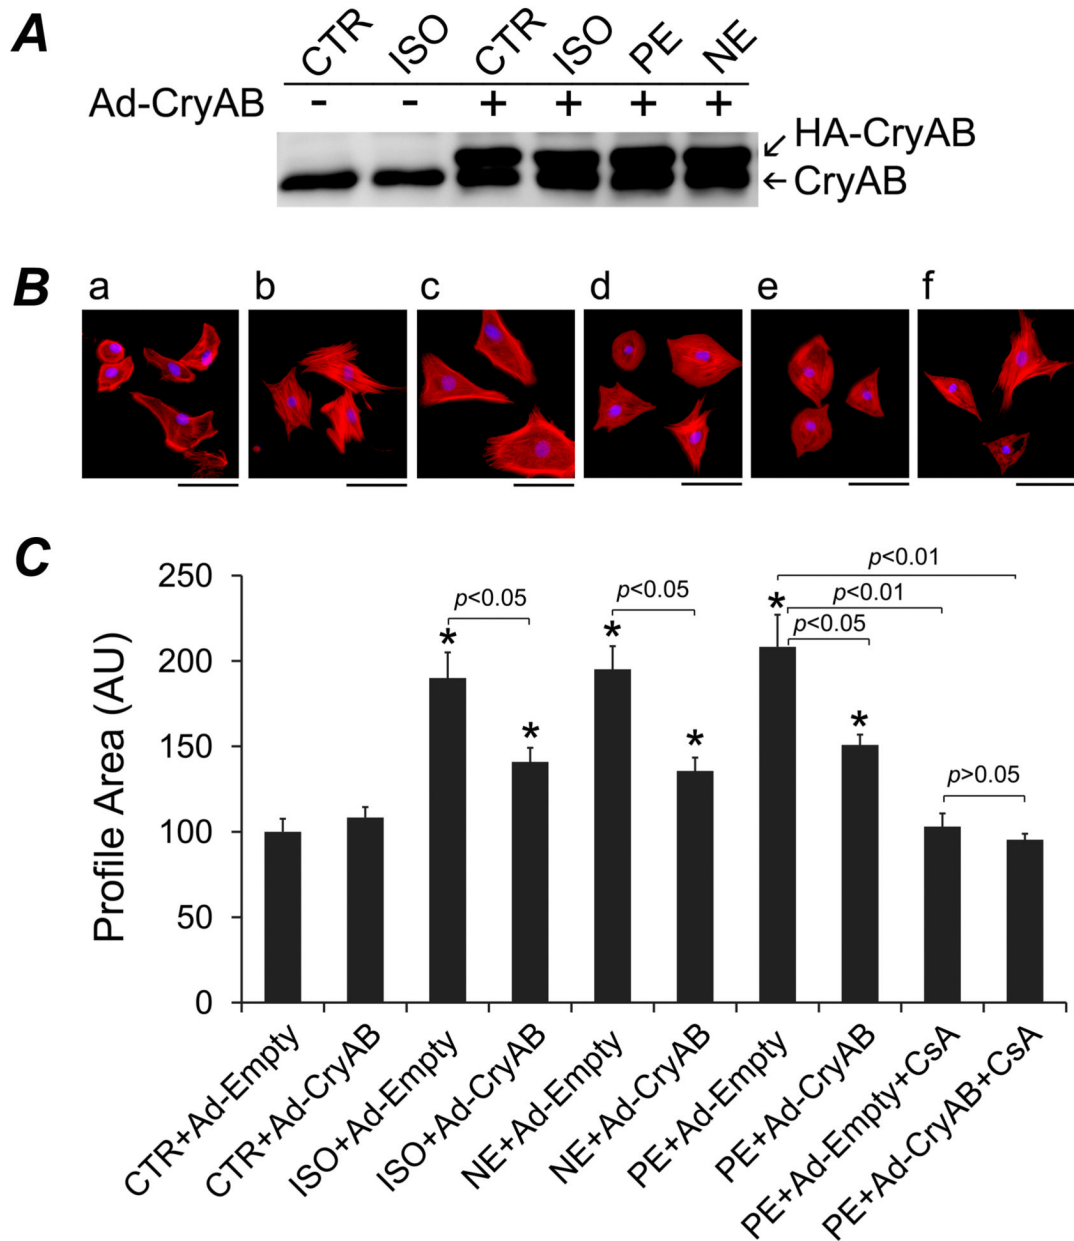 A
CTR ISO CTR ISO PE NE
Ad-CryAB - - + + + +
HA-CryAB
CryAB
B
a b c d e f
C
Profile Area (AU)
250
200
150
100
50
0
p<0.05
p<0.05
p<0.01
p<0.01
p<0.05
p>0.05
* * * * * *
CTR+Ad-Empty
CTR+Ad-CryAB
ISO+Ad-Empty
ISO+Ad-CryAB
NE+Ad-Empty
NE+Ad-CryAB
PE+Ad-Empty
PE+Ad-CryAB
PE+Ad-Empty+CsA
PE+Ad-CryAB+CsA